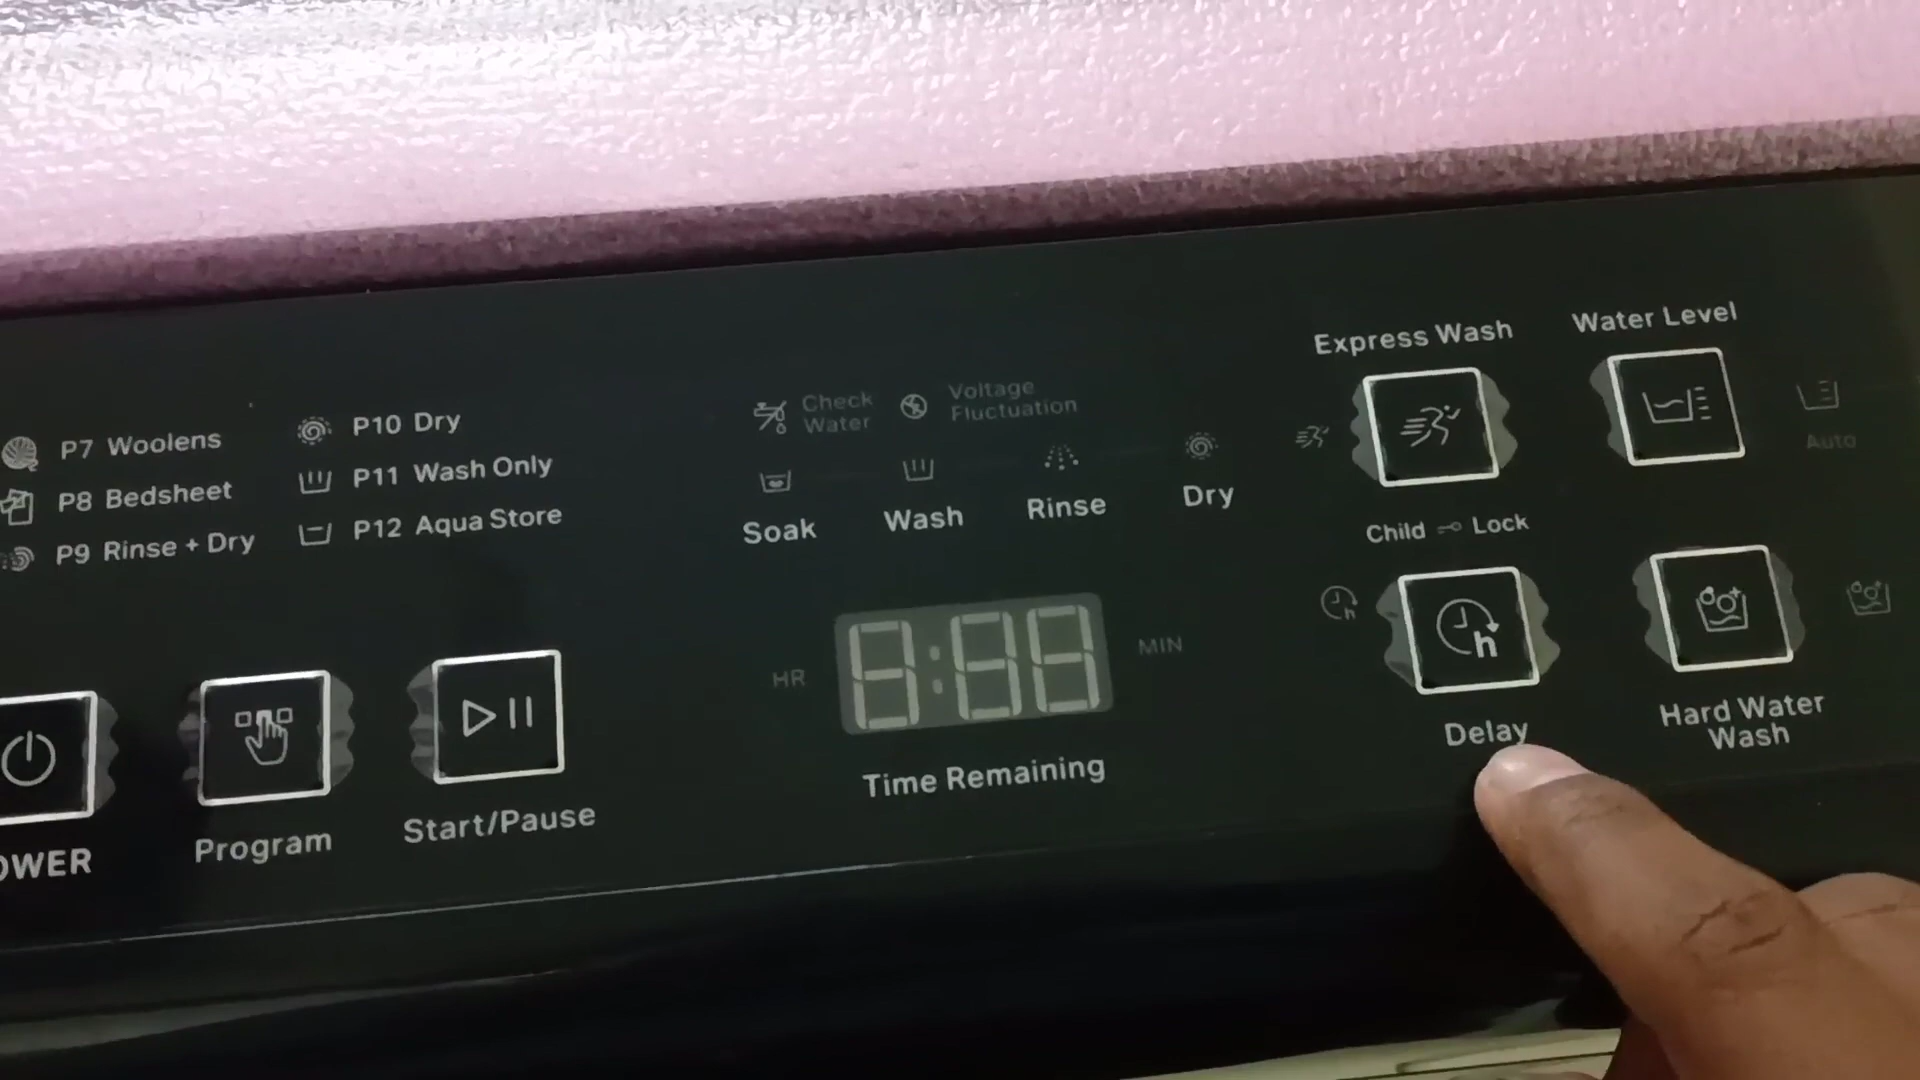 P7 Woolens
P8 Bedsheet
P9 Rinse + Dry
P10 Dry
P11 Wash Only
P12 Aqua Store
Check
Water
Voltage
Fluctuation
Soak
Wash
Rinse
Dry
Express Wash
Water Level
Auto
Child Lock
HR
8:88
MIN
Time Remaining
h
h
Delay
Hard Water
Wash
OWER
Program
Start/Pause